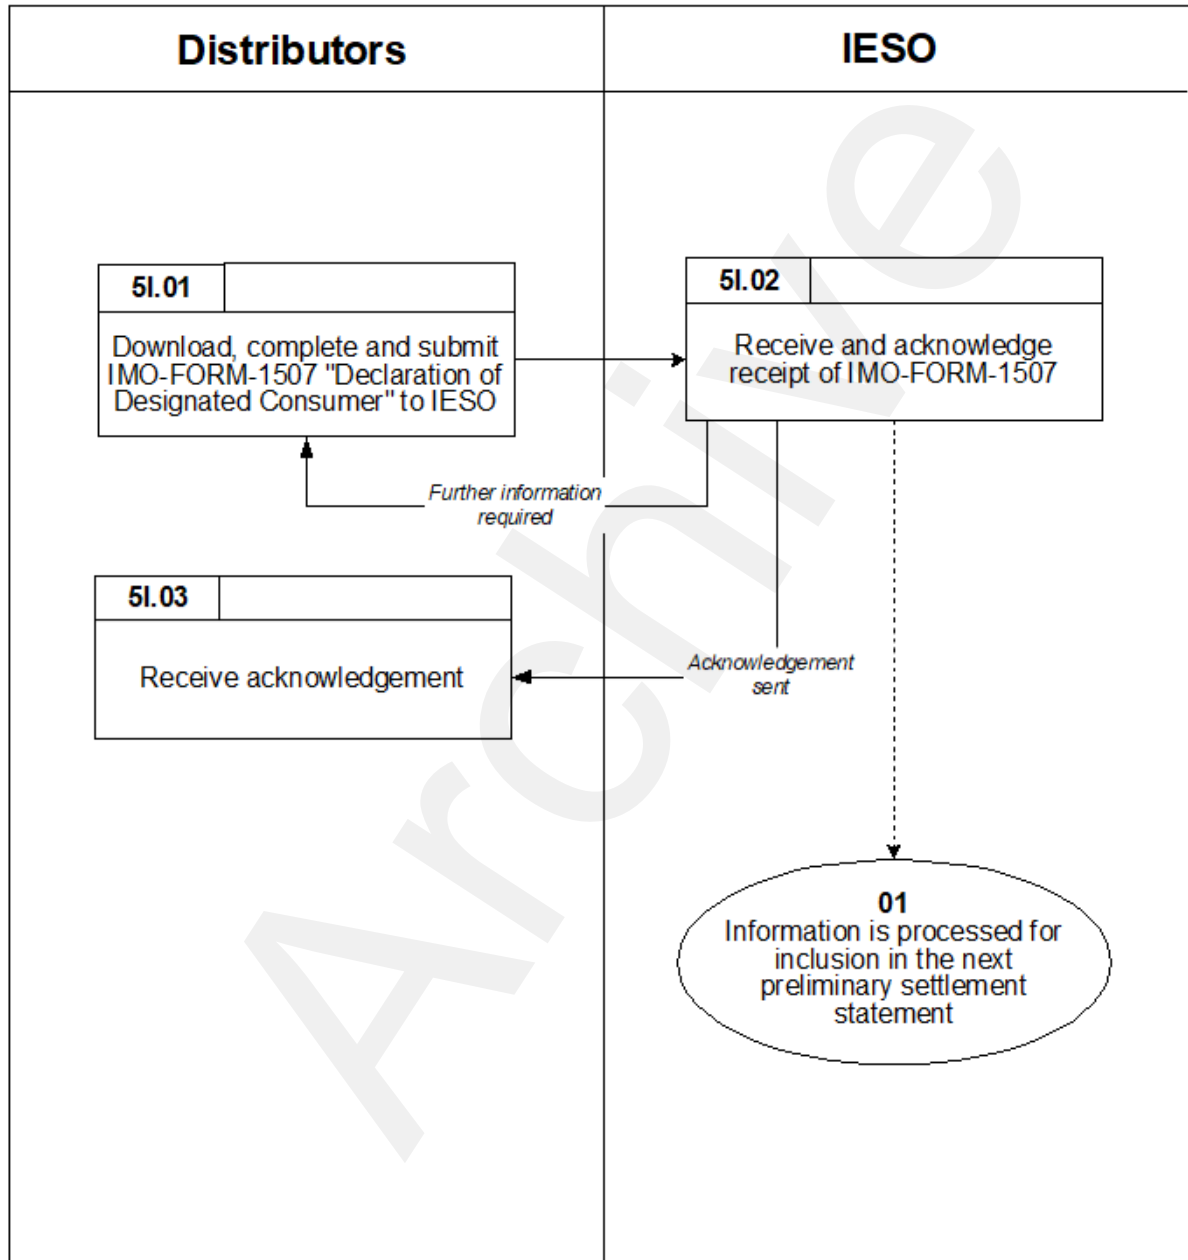 Distributors
IESO
5I.01
Download, complete and submit
IMO-FORM-1507 "Declaration of
Designated Consumer" to IESO
5I.02
Receive and acknowledge
receipt of IMO-FORM-1507
Further information
required
5I.03
Receive acknowledgement
Acknowledgement
sent
01
Information is processed for
inclusion in the next
preliminary settlement
statement
Archive